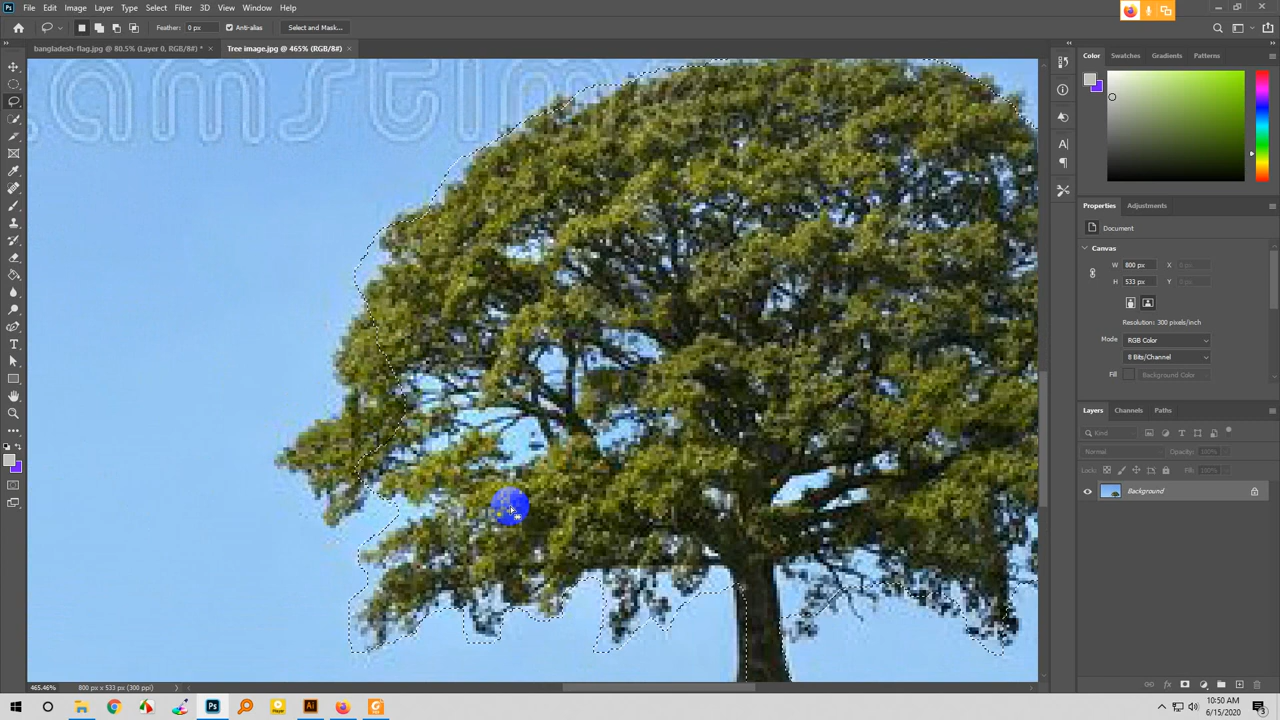 File Edit Image Layer Type Select Filter 3D View Window Help
Feather: 0 px Anti-alias Select and Mask...
bangladesh-flag.jpg @ 80.5% (Layer 0, RGB/8#) * × Tree image.jpg @ 465% (RGB/8#) ×
Color Swatches Gradients Patterns
Properties Adjustments
Document
Canvas
W 800 px X 0 px
H 533 px Y 0 px
Resolution: 300 pixels/inch
Mode RGB Color
8 Bits/Channel
Fill Background Color
Layers Channels Paths
Kind
Normal Opacity: 100%
Lock: Fill: 100%
Background
465.46% 800 px x 533 px (300 ppi)
10:50 AM
6/15/2020